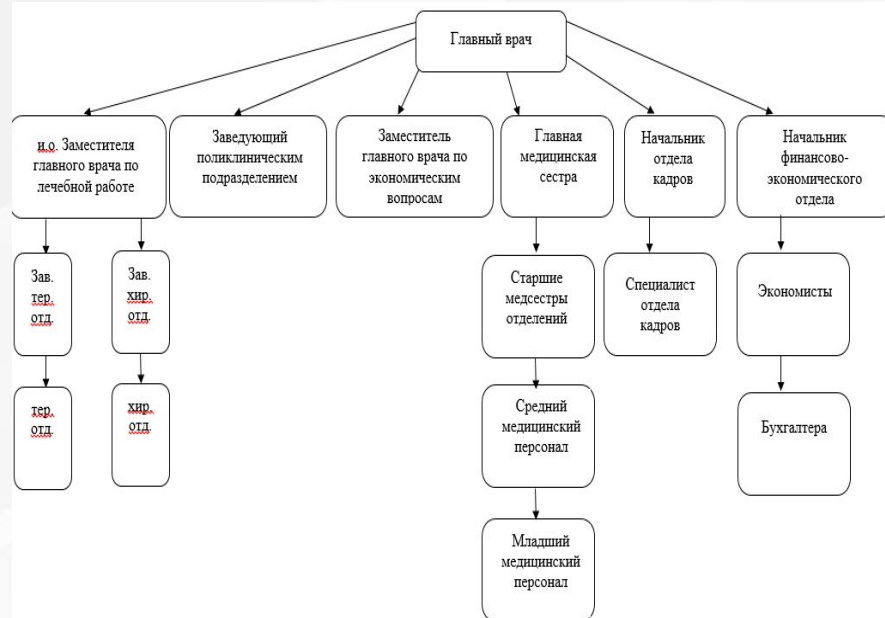 Главный врач
и.о. Заместителя
главного врача по
лечебной работе
Заведующий
поликлиническим
подразделением
Заместитель
главного врача по
экономическим
вопросам
Главная
медицинская
сестра
Начальник
отдела
кадров
Начальник
финансово-
экономического
отдела
Зав.
тер.
отд.
Зав.
хир.
отд.
Старшие
медсестры
отделений
Специалист
отдела
кадров
Экономисты
тер.
отд.
хир.
отд.
Средний
медицинский
персонал
Бухгалтера
Младший
медицинский
персонал